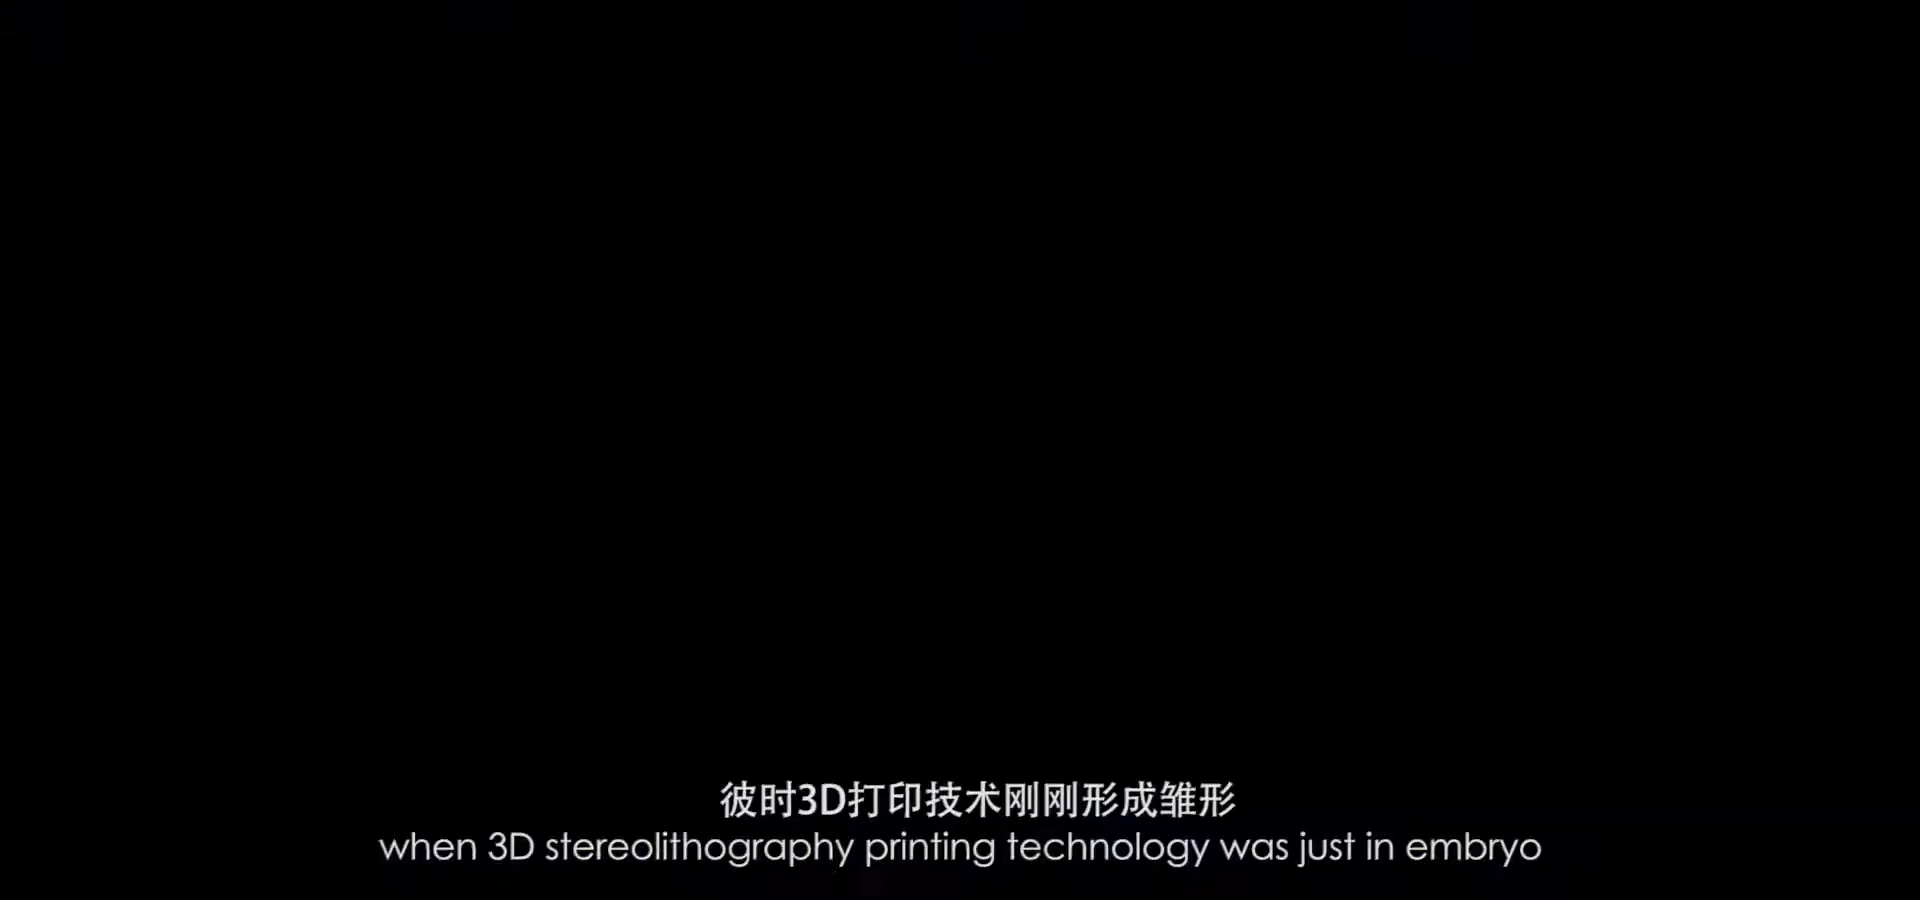 彼时3D打印技术刚刚形成雏形
when 3D stereolithography printing technology was just in embryo